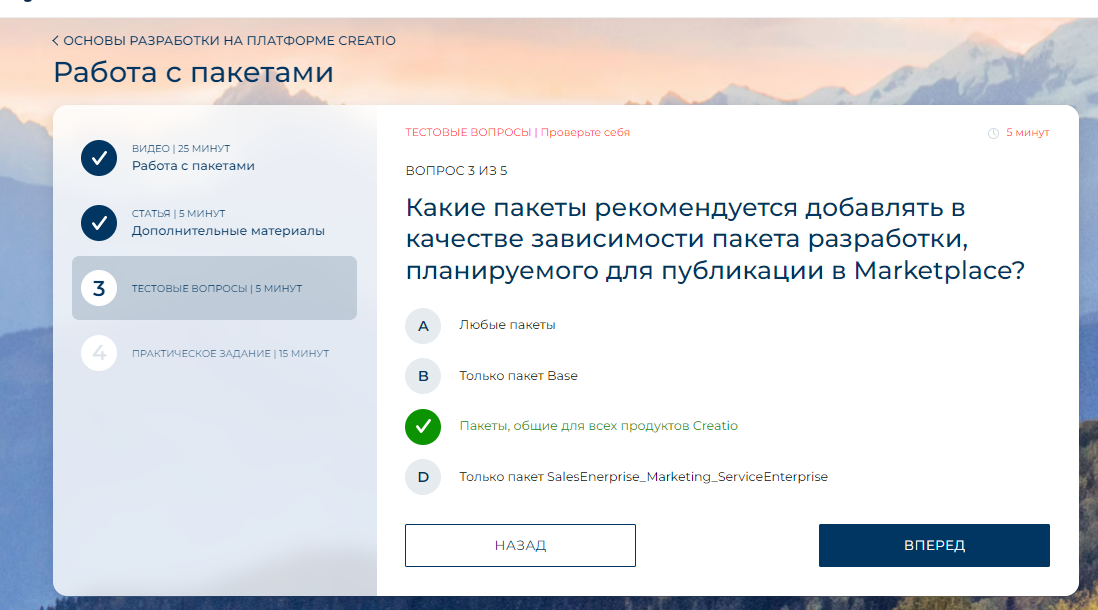 ОСНОВЫ РАЗРАБОТКИ НА ПЛАТФОРМЕ CREATIO
Работа с пакетами
ВИДЕО | 25 МИНУТ
Работа с пакетами
СТАТЬЯ | 5 МИНУТ
Дополнительные материалы
3
ТЕСТОВЫЕ ВОПРОСЫ | 5 МИНУТ
4
ПРАКТИЧЕСКОЕ ЗАДАНИЕ | 15 МИНУТ
ТЕСТОВЫЕ ВОПРОСЫ | Проверьте себя
5 минут
ВОПРОС 3 ИЗ 5
Какие пакеты рекомендуется добавлять в
качестве зависимости пакета разработки,
планируемого для публикации в Marketplace?
A Любые пакеты
B Только пакет Base
Пакеты, общие для всех продуктов Creatio
D Только пакет SalesEnerprise_Marketing_ServiceEnterprise
НАЗАД
ВПЕРЕД